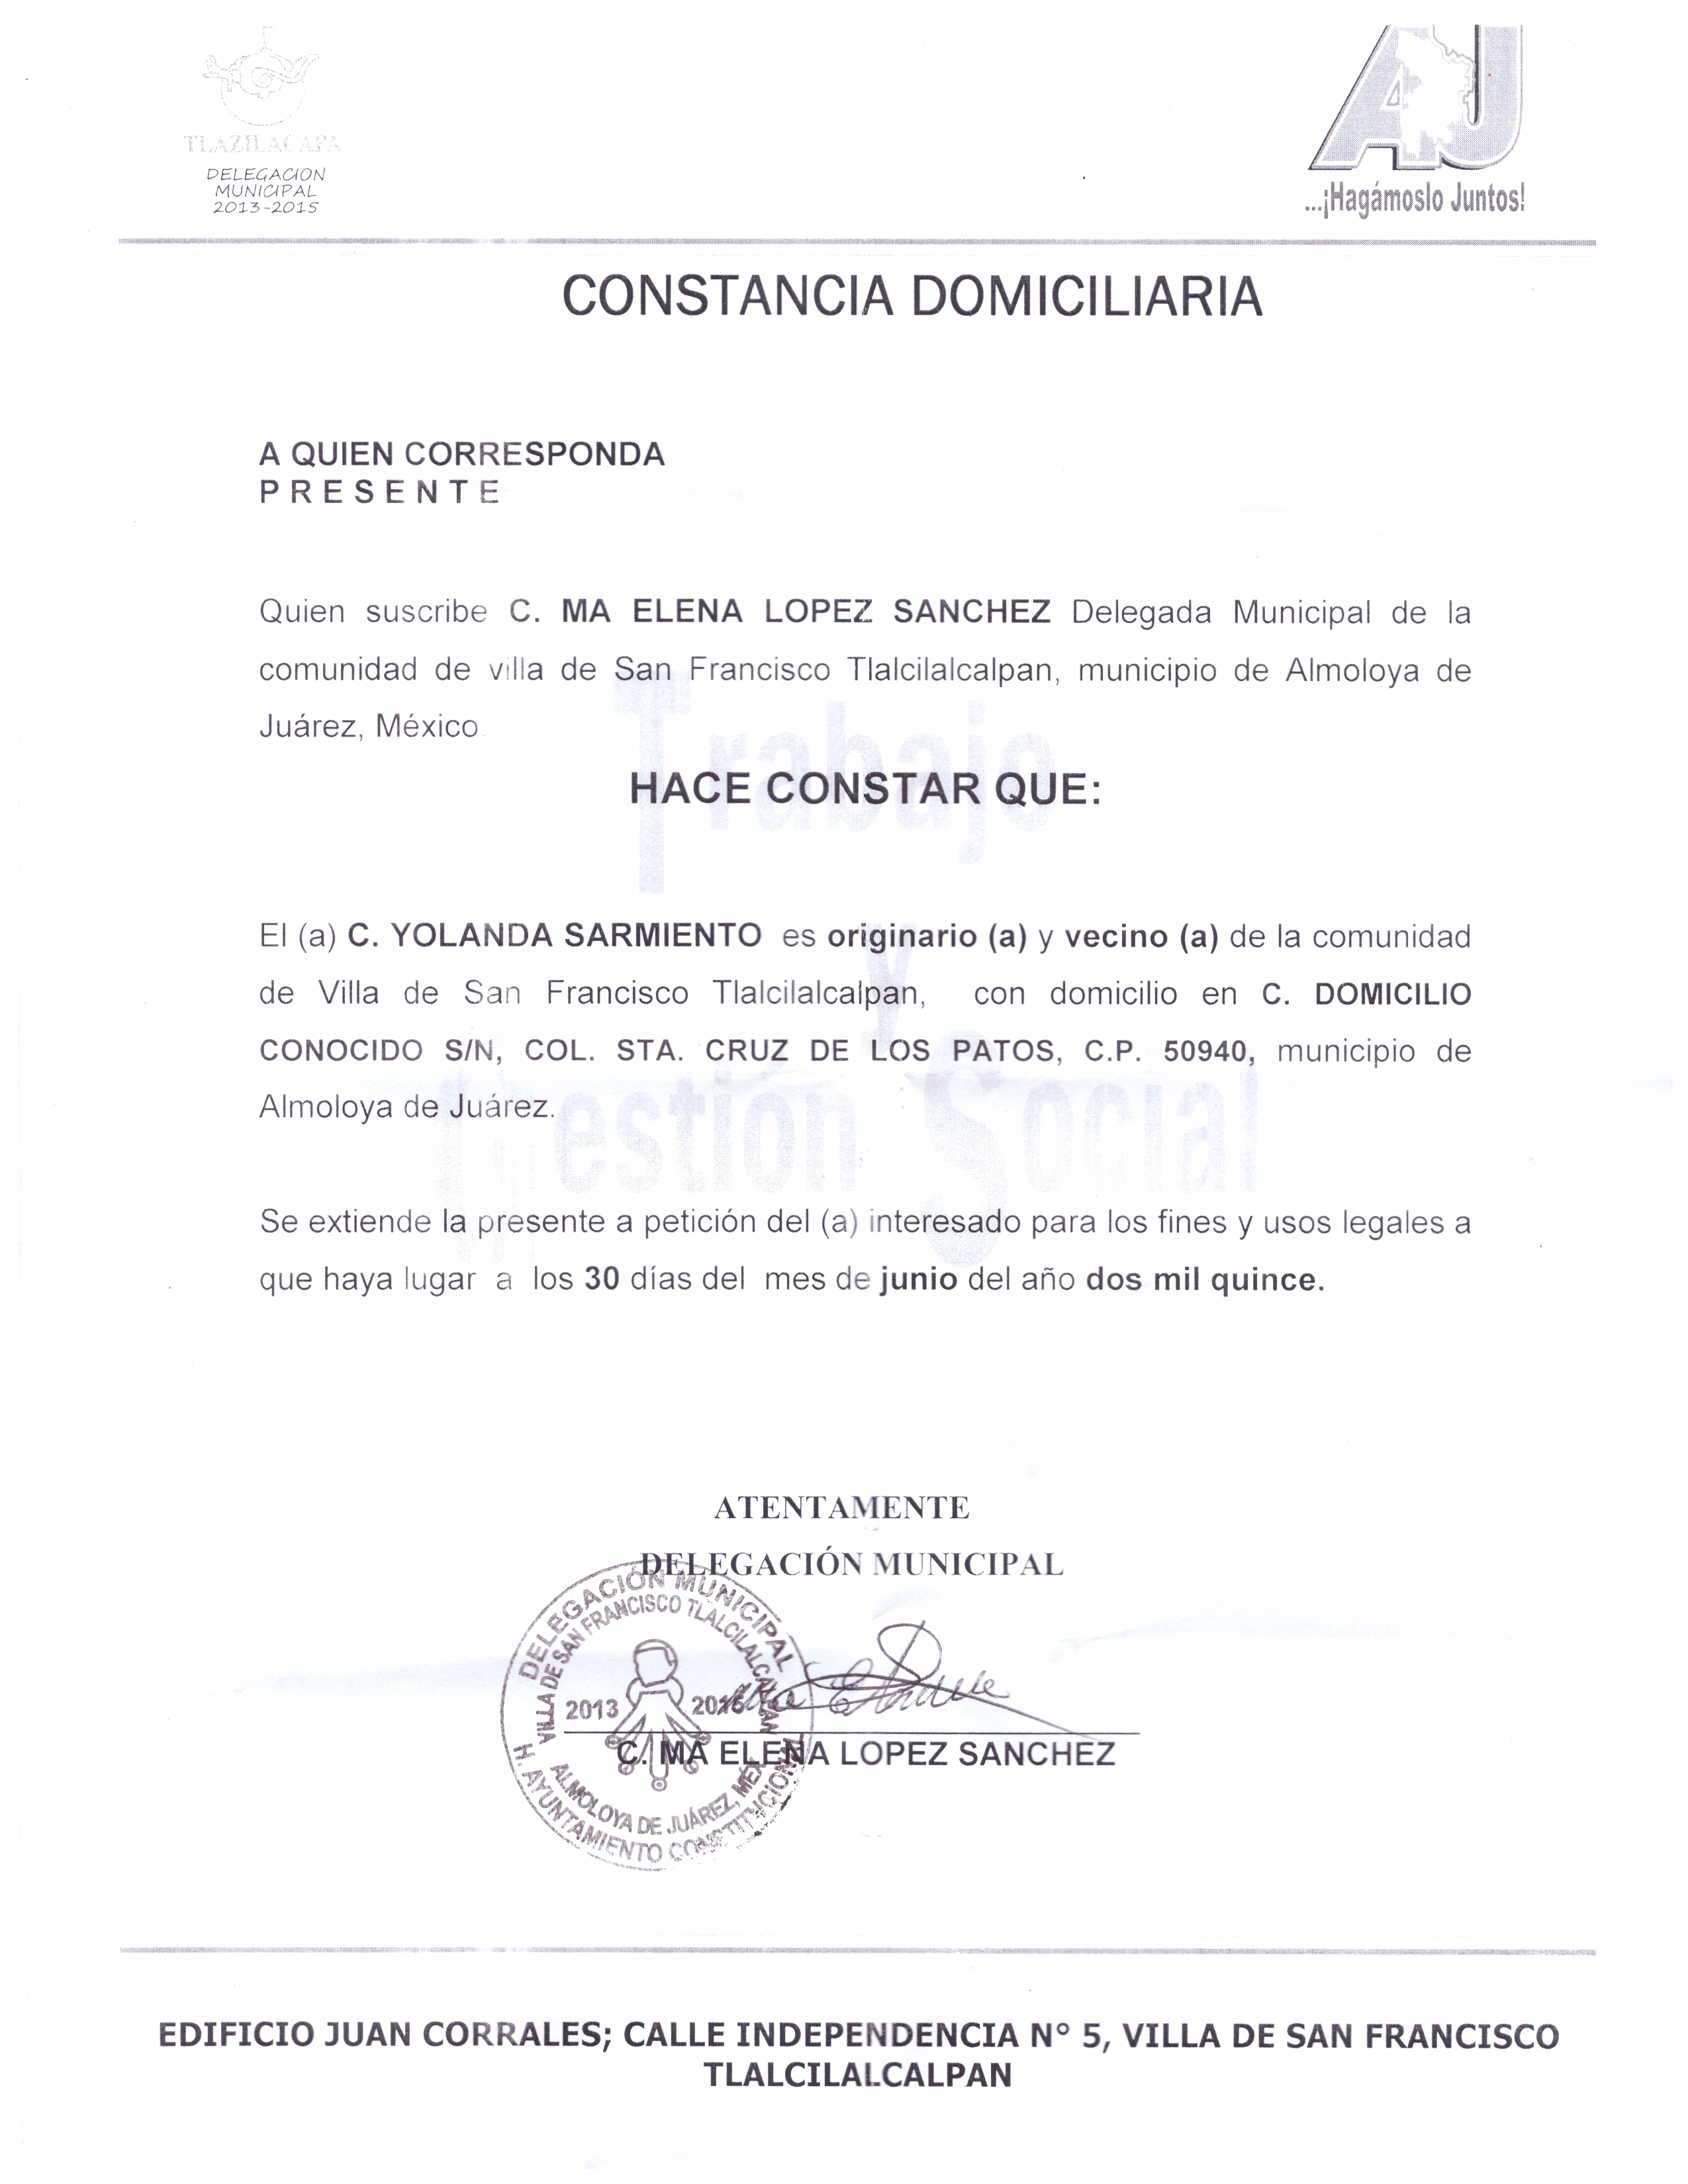 TLAZILACAPA
DELEGACION
MUNICIPAL
2013-2015
AJ
...¡Hagámoslo Juntos!
CONSTANCIA DOMICILIARIA
A QUIEN CORRESPONDA
P R E S E N T E
Quien suscribe C. MA ELENA LOPEZ SANCHEZ Delegada Municipal de la
comunidad de villa de San Francisco Tlalcilalcalpan, municipio de Almoloya de
Juárez, México.
HACE CONSTAR QUE:
El (a) C. YOLANDA SARMIENTO es originario (a) y vecino (a) de la comunidad
de Villa de San Francisco Tlalcilalcalpan, con domicilio en C. DOMICILIO
CONOCIDO S/N, COL. STA. CRUZ DE LOS PATOS, C.P. 50940, municipio de
Almoloya de Juárez.
Se extiende la presente a petición del (a) interesado para los fines y usos legales a
que haya lugar a los 30 días del mes de junio del año dos mil quince.
Trabajo
y
Gestión Social
ATENTAMENTE
DELEGACIÓN MUNICIPAL
DELEGACIÓN MUNICIPAL
VILLA DE SAN FRANCISCO TLALCILALCALPAN
2013 2015
ALMOLOYA DE JUÁREZ, MÉX.
H. AYUNTAMIENTO CONSTITUCIONAL
C. MA ELENA LOPEZ SANCHEZ
EDIFICIO JUAN CORRALES; CALLE INDEPENDENCIA N° 5, VILLA DE SAN FRANCISCO
TLALCILALCALPAN